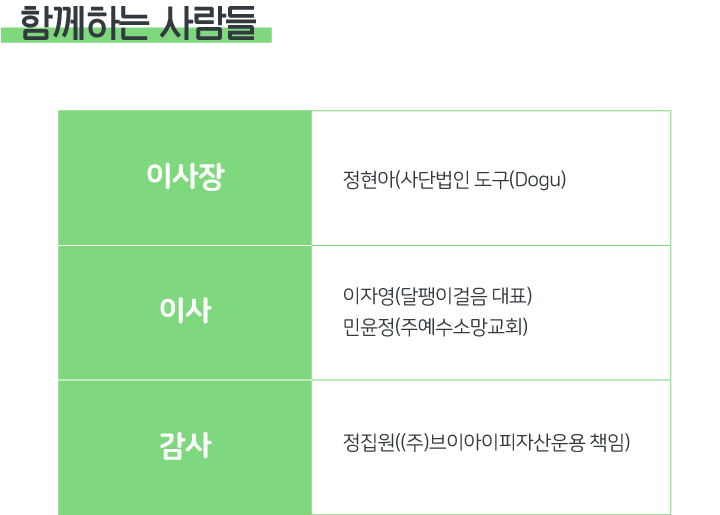 함께하는 사람들
이사장
정현아(사단법인 도구(Dogu)
이사
이자영(달팽이걸음 대표)
민윤정(주예수소망교회)
감사
정집원((주)브이아이피자산운용 책임)